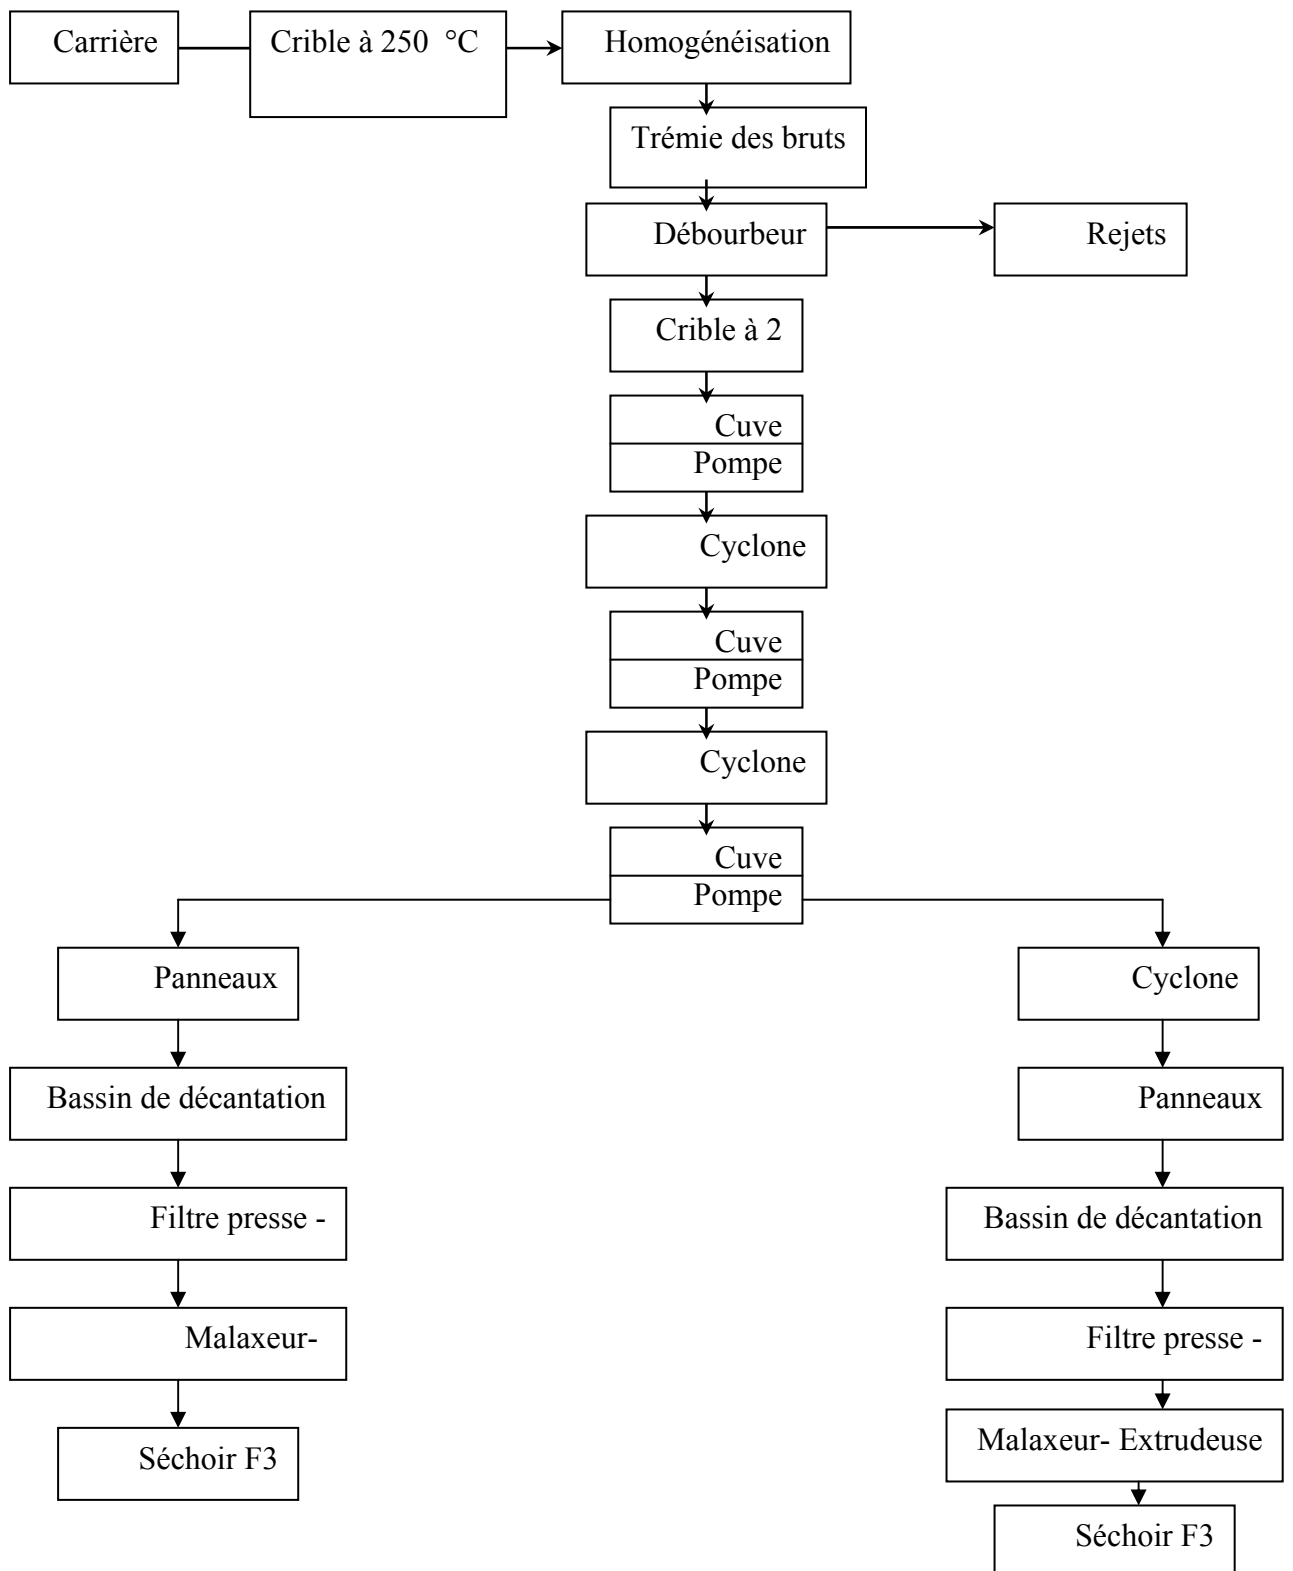 Carrière
Crible à 250 °C
Homogénéisation
Trémie des bruts
Débourbeur
Rejets
Crible à 2
Cuve
Pompe
Cyclone
Cuve
Pompe
Cyclone
Cuve
Pompe
Panneaux
Bassin de décantation
Filtre presse -
Malaxeur-
Séchoir F3
Cyclone
Panneaux
Bassin de décantation
Filtre presse -
Malaxeur- Extrudeuse
Séchoir F3